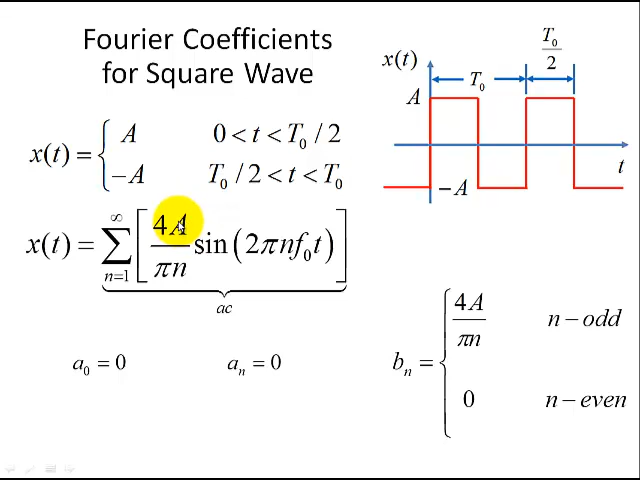 Fourier Coefficients
for Square Wave
x(t) = { A 0 < t < T₀ / 2
−A T₀ / 2 < t < T₀
x(t) = ∑ₙ₌₁^∞ [ 4A/πn sin(2πnf₀t) ]
ac
a₀ = 0 aₙ = 0
x(t)
T₀
T₀/2
A
−A
t
bₙ = { 4A/πn n−odd
0 n−even